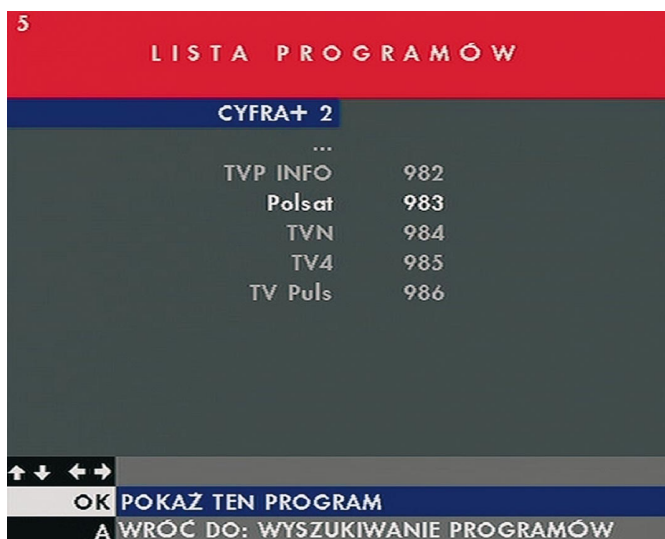 5
LISTA PROGRAMÓW
CYFRA+ 2
...
TVP INFO 982
Polsat 983
TVN 984
TV4 985
TV Puls 986
OK POKAŻ TEN PROGRAM
A WRÓĆ DO: WYSZUKIWANIE PROGRAMÓW